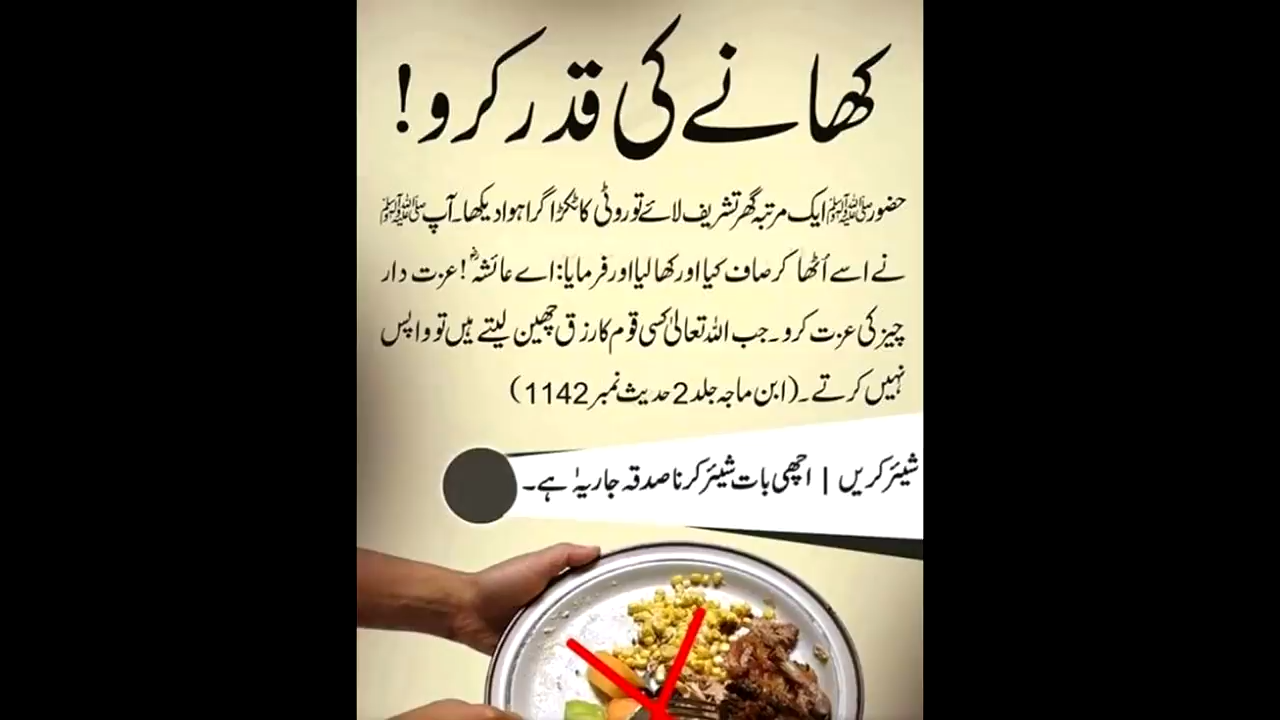 کھانے کی قدر کرو!
حضور ﷺ ایک مرتبہ گھر تشریف لائے تو روٹی کا ٹکڑا گرا ہوا دیکھا۔ آپ ﷺ
نے اسے اُٹھا کر صاف کیا اور کھا لیا اور فرمایا: اے عائشہؓ! عزت دار
چیز کی عزت کرو۔ جب اللہ تعالیٰ کسی قوم کا رزق چھین لیتے ہیں تو واپس
نہیں کرتے۔ (ابن ماجہ جلد 2 حدیث نمبر 1142)
شیئر کریں | اچھی بات شیئر کرنا صدقہ جاریہٰ ہے۔